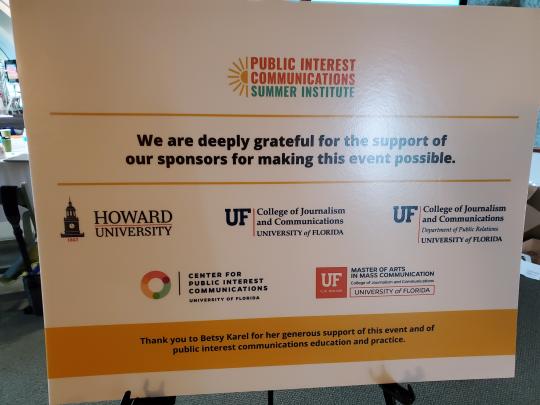 PUBLIC INTEREST
COMMUNICATIONS
SUMMER INSTITUTE
We are deeply grateful for the support of
our sponsors for making this event possible.
1867
HOWARD
UNIVERSITY
UF
College of Journalism
and Communications
UNIVERSITY of FLORIDA
UF
College of Journalism
and Communications
Department of Public Relations
UNIVERSITY of FLORIDA
CENTER FOR
PUBLIC INTEREST
COMMUNICATIONS
UNIVERSITY OF FLORIDA
UF
MASTER OF ARTS
IN MASS COMMUNICATION
College of Journalism and Communications
UNIVERSITY of FLORIDA
Thank you to Betsy Karel for her generous support of this event and of
public interest communications education and practice.